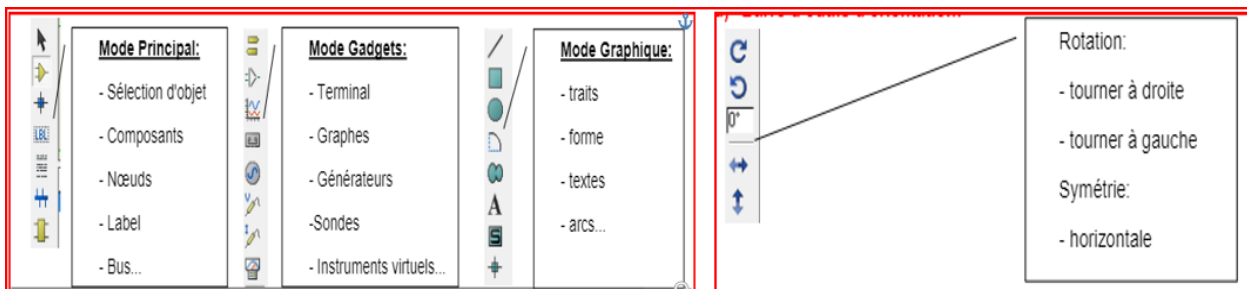 Mode Principal:
- Sélection d'objet
- Composants
- Nœuds
- Label
- Bus...
LBL
Mode Gadgets:
- Terminal
- Graphes
- Générateurs
-Sondes
- Instruments virtuels...
A
S
Mode Graphique:
- traits
- forme
- textes
- arcs...
0°
Rotation:
- tourner à droite
- tourner à gauche
Symétrie:
- horizontale